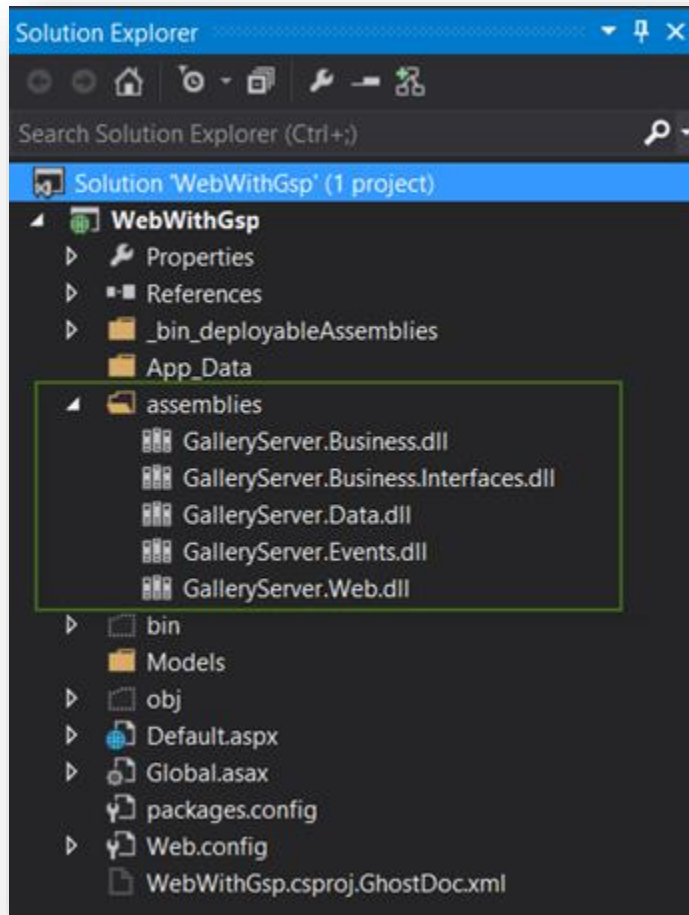 Solution Explorer
Search Solution Explorer (Ctrl+;)
Solution 'WebWithGsp' (1 project)
WebWithGsp
Properties
References
_bin_deployableAssemblies
App_Data
assemblies
GalleryServer.Business.dll
GalleryServer.Business.Interfaces.dll
GalleryServer.Data.dll
GalleryServer.Events.dll
GalleryServer.Web.dll
bin
Models
obj
Default.aspx
Global.asax
packages.config
Web.config
WebWithGsp.csproj.GhostDoc.xml